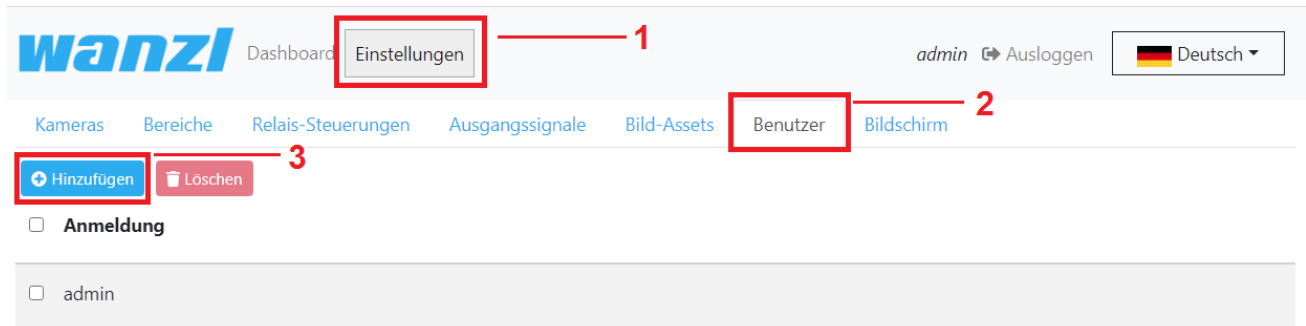 wanzl Dashboard Einstellungen 1 admin Ausloggen Deutsch
Kameras Bereiche Relais-Steuerungen Ausgangssignale Bild-Assets Benutzer 2 Bildschirm
Hinzufügen Löschen 3
Anmeldung
admin